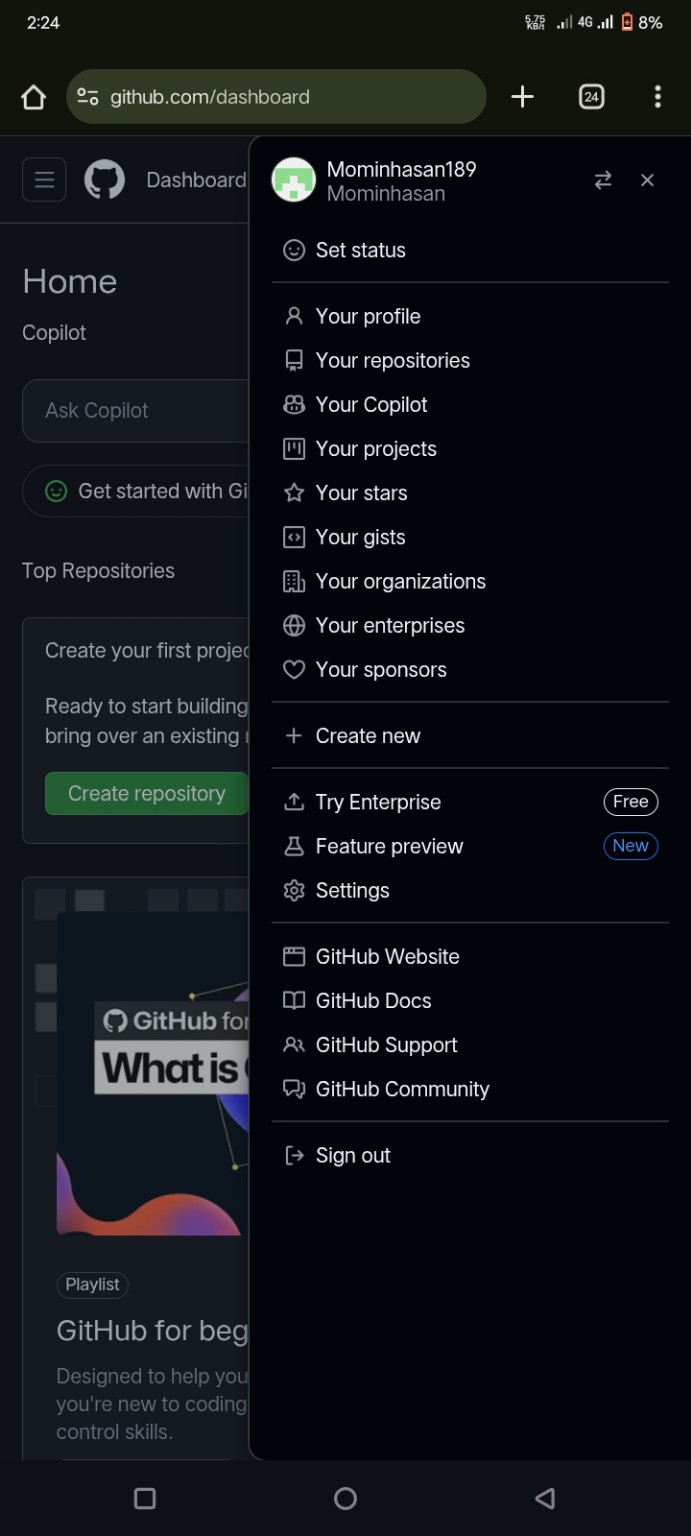 2:24
5.75 KB/s 4G 8%
github.com/dashboard
24
Dashboard
Mominhasan189
Mominhasan
Set status
Home
Your profile
Copilot
Your repositories
Ask Copilot
Your Copilot
Your projects
Get started with Gi
Your stars
Your gists
Top Repositories
Your organizations
Your enterprises
Create your first projec
Your sponsors
Ready to start building
bring over an existing r
Create new
Create repository
Try Enterprise Free
Feature preview New
Settings
GitHub Website
GitHub Docs
GitHub for
GitHub Support
What is
GitHub Community
Sign out
Playlist
GitHub for beg
Designed to help you
you're new to coding
control skills.